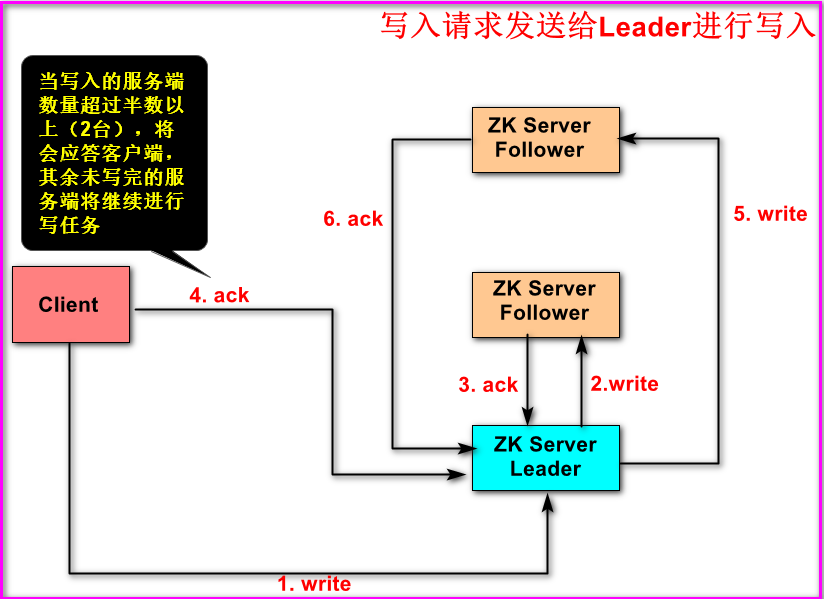 写入请求发送给Leader进行写入
当写入的服务端
数量超过半数以
上（2台），将
会应答客户端，
其余未写完的服
务端将继续进行
写任务
ZK Server
Follower
6. ack
5. write
Client
4. ack
ZK Server
Follower
3. ack
2.write
ZK Server
Leader
1. write